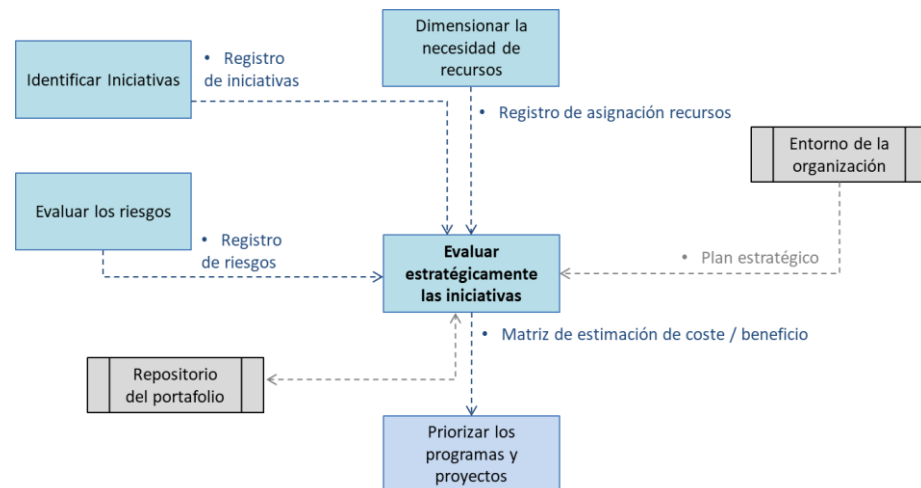 Dimensionar la
necesidad de
recursos
• Registro
de iniciativas
Identificar Iniciativas
• Registro de asignación recursos
Entorno de la
organización
Evaluar los riesgos
• Registro
de riesgos
Evaluar
estratégicamente
las iniciativas
• Plan estratégico
• Matriz de estimación de coste / beneficio
Repositorio
del portafolio
Priorizar los
programas y
proyectos